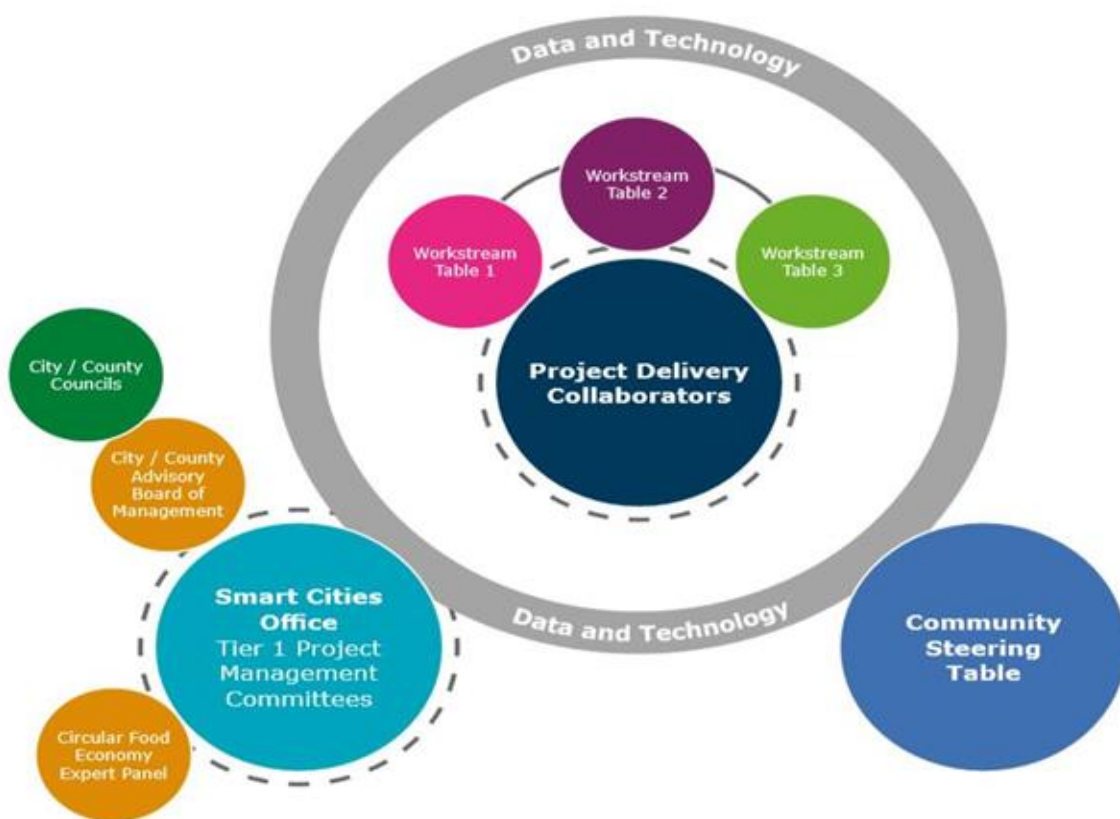 Data and Technology
Workstream
Table 2
Workstream
Table 1
Workstream
Table 3
Project Delivery
Collaborators
City / County
Councils
City / County
Advisory
Board of
Management
Smart Cities
Office
Tier 1 Project
Management
Committees
Data and Technology
Community
Steering
Table
Circular Food
Economy
Expert Panel